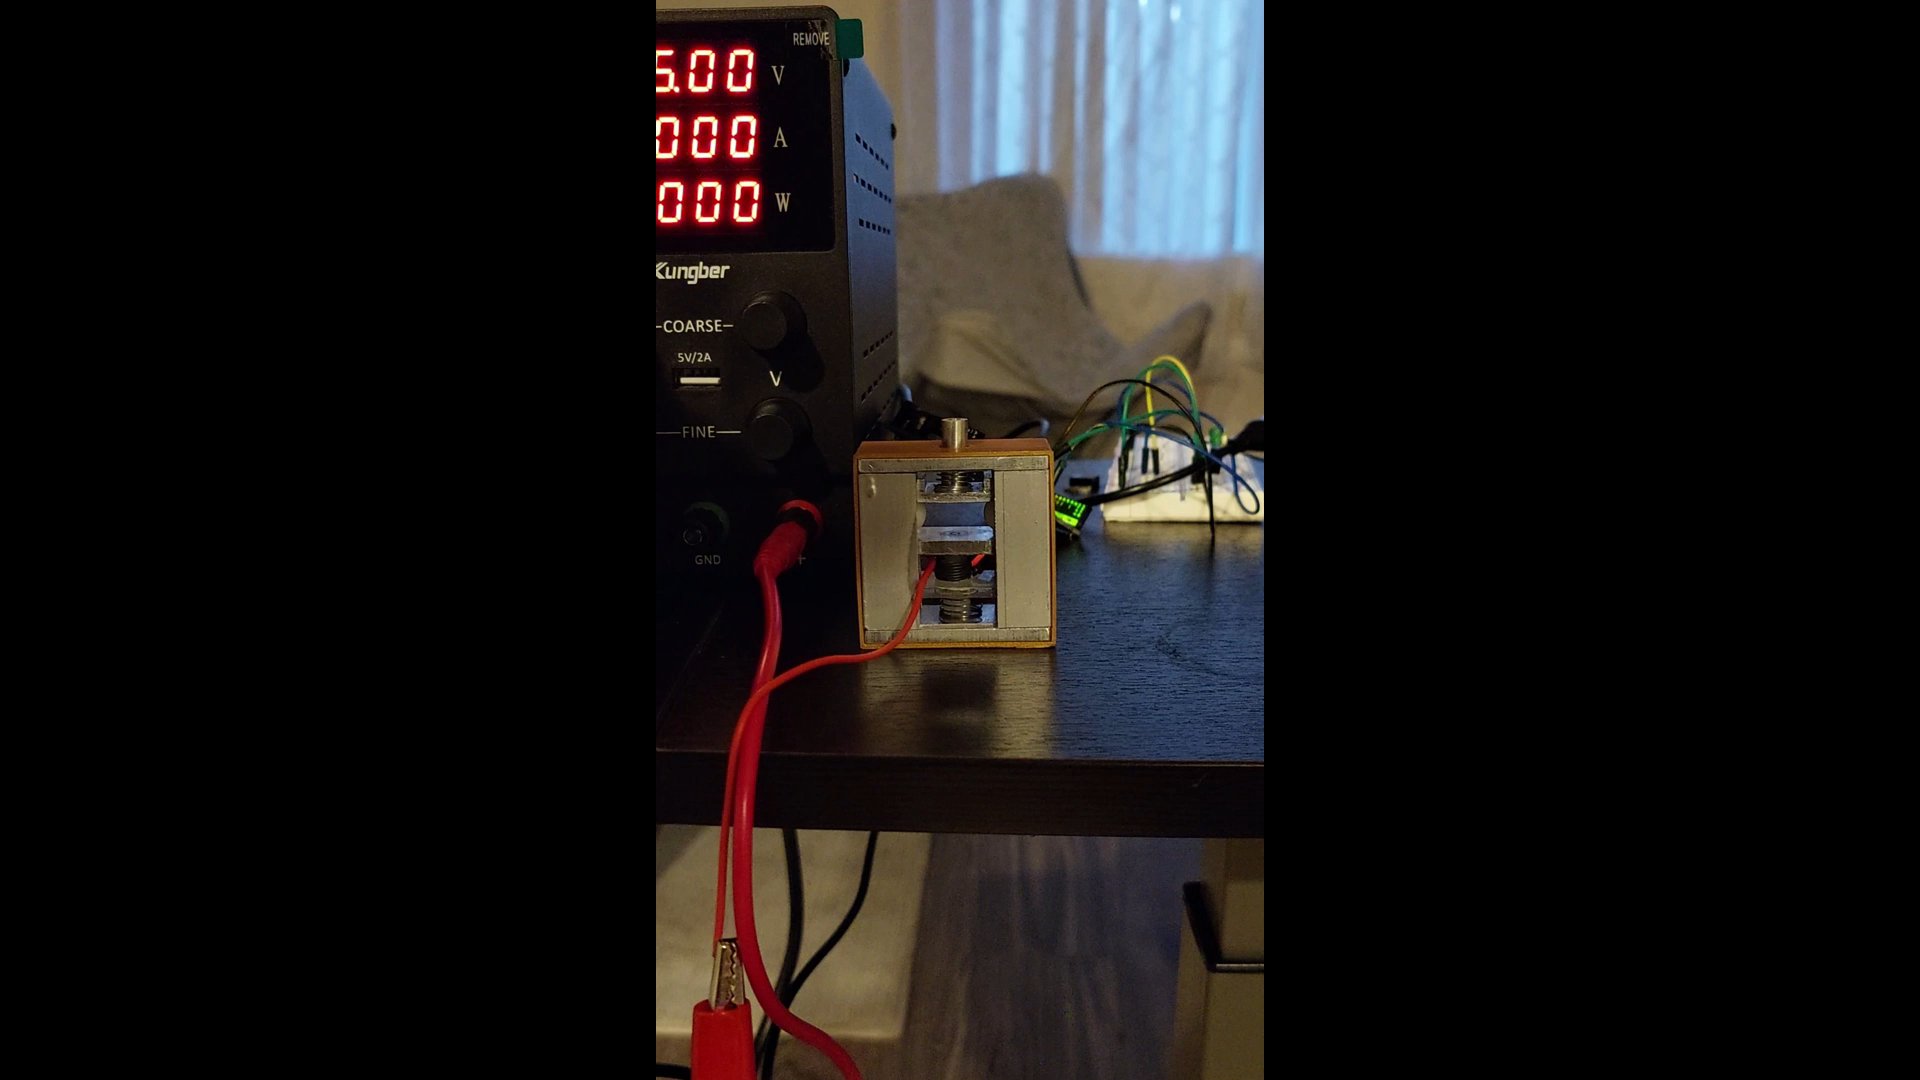 REMOVE
5.00 V
000 A
000 W
Kungber
COARSE
5V/2A
V
FINE
GND
+